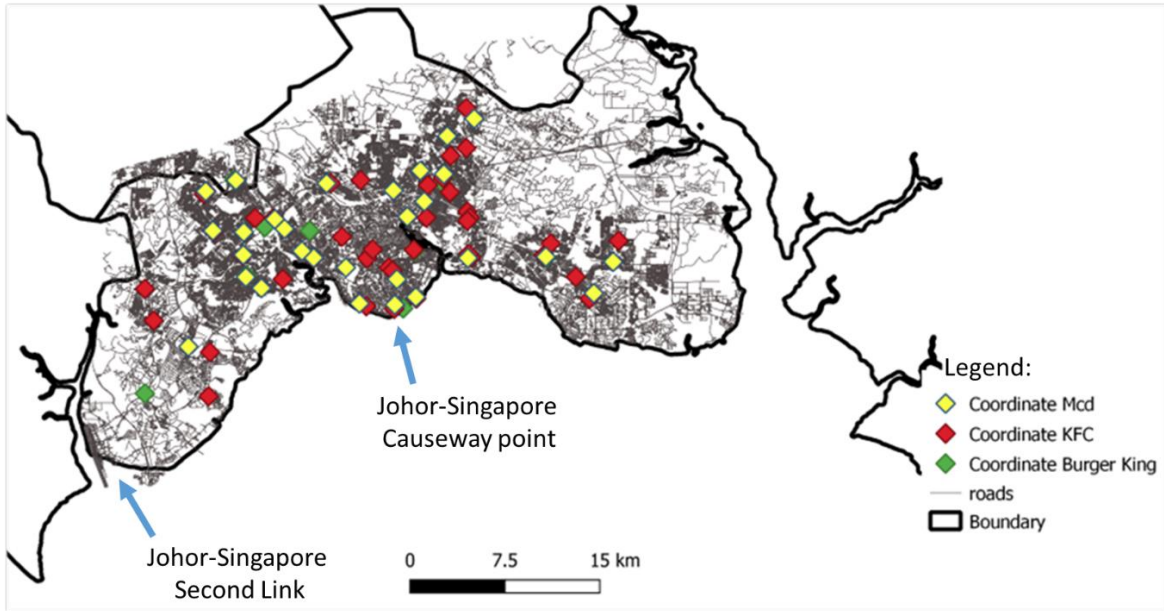 Johor-Singapore
Causeway point
Johor-Singapore
Second Link
0 7.5 15 km
Legend:
Coordinate Mcd
Coordinate KFC
Coordinate Burger King
roads
Boundary